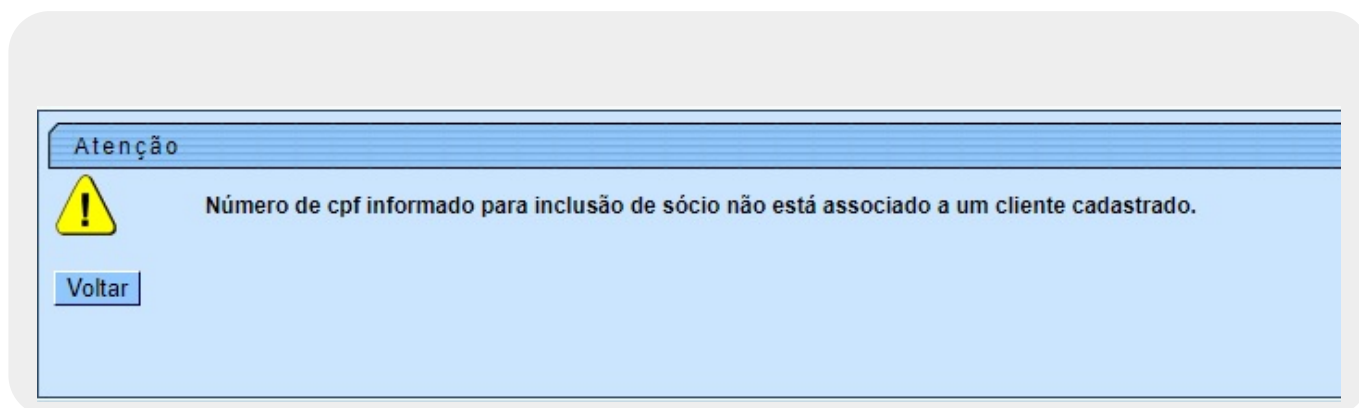 Atenção
Número de cpf informado para inclusão de sócio não está associado a um cliente cadastrado.
Voltar